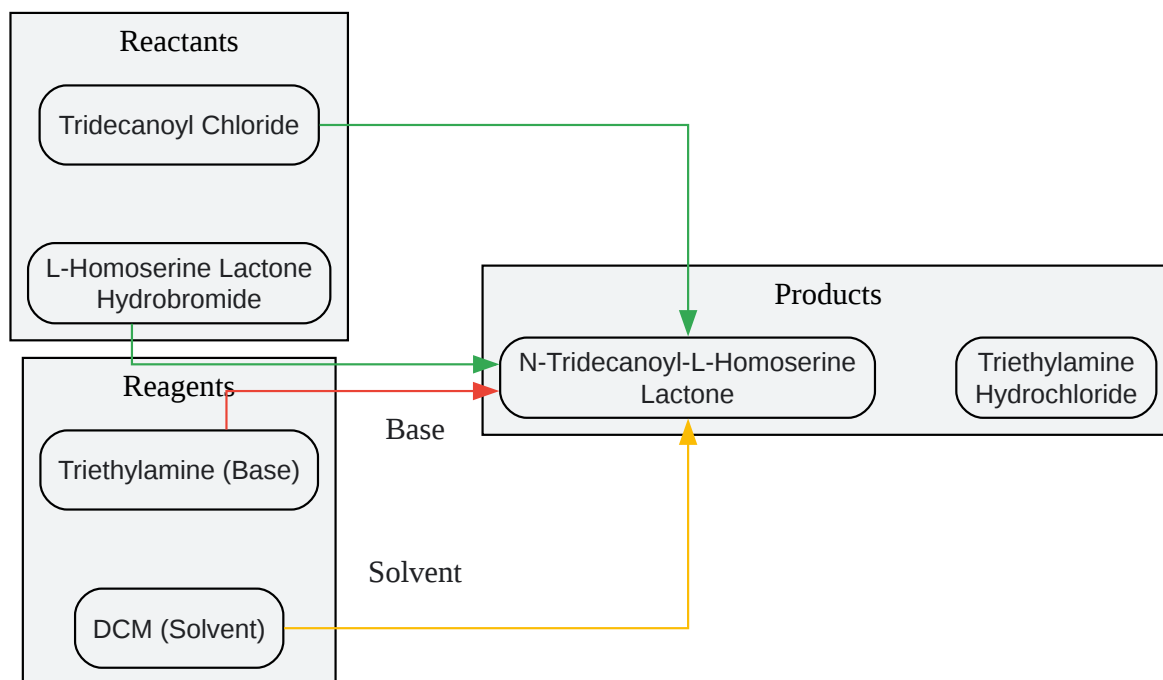 Reactants
Tridecanoyl Chloride
L-Homoserine Lactone
Hydrobromide
Products
N-Tridecanoyl-L-Homoserine
Lactone
Triethylamine
Hydrochloride
Reagents
Base
Triethylamine (Base)
Solvent
DCM (Solvent)